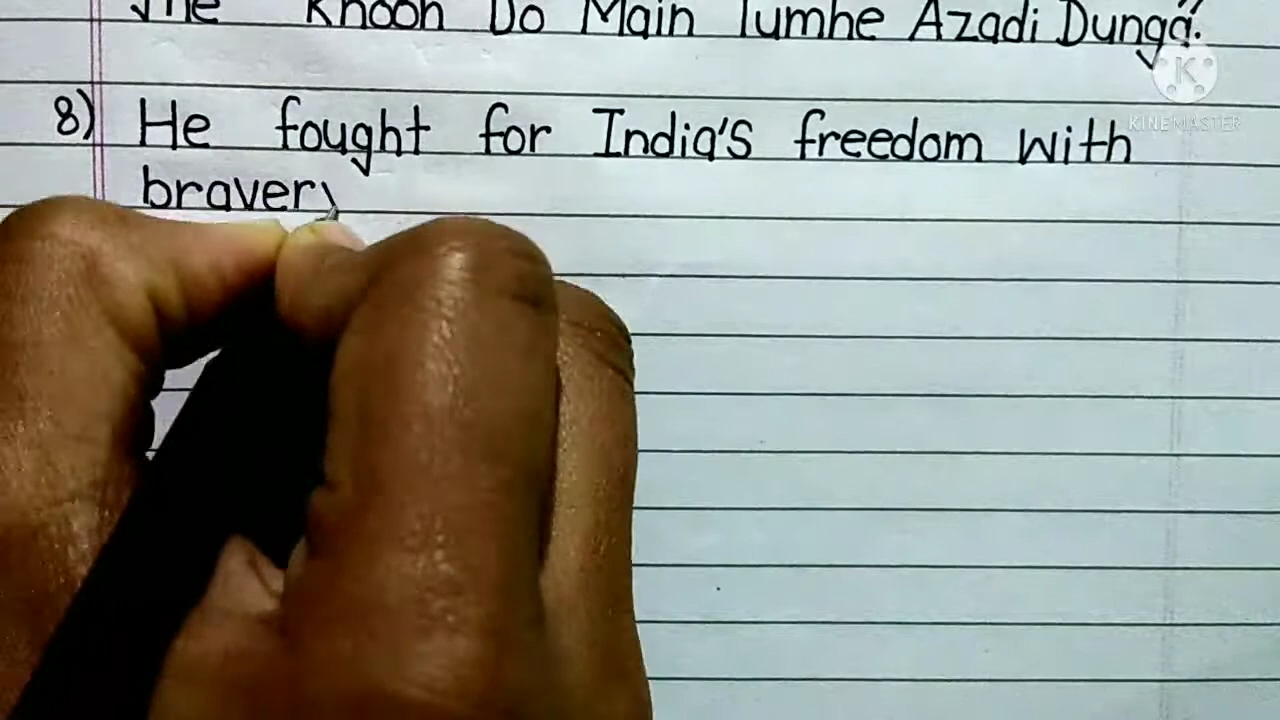 Khoon Do Main Tumhe Azadi Dunga."
8) He fought for India's freedom with
braver
K
KINEMASTER